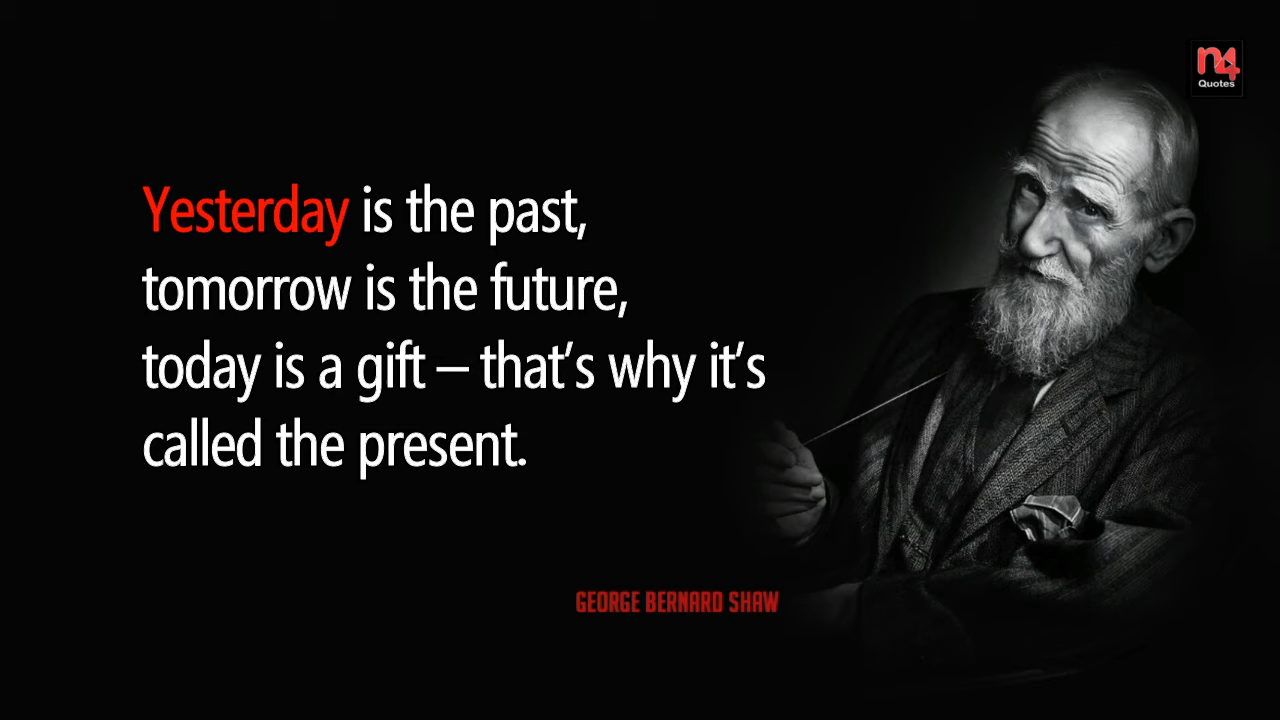 n4
Quotes
Yesterday is the past,
tomorrow is the future,
today is a gift – that's why it's
called the present.
GEORGE BERNARD SHAW